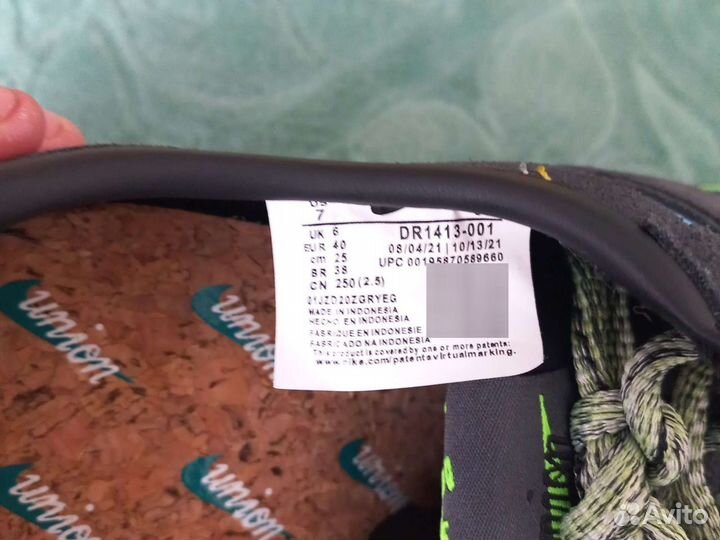 US
7
DR1413-001
UK 6
08/04/21 | 10/13/21
EUR 40
UPC 00195870589660
cm 25
BR 38
CN 250 (2.5)
01JZD20ZGRYEG
MADE IN INDONESIA
HECHO EN INDONESIA
FABRIQUE EN INDONESIE
FABRICADO NA INDONESIA
This product is covered by one or more patents:
www.nike.com/patentsvirtualmarking.
union
union
union
union
union
Avito